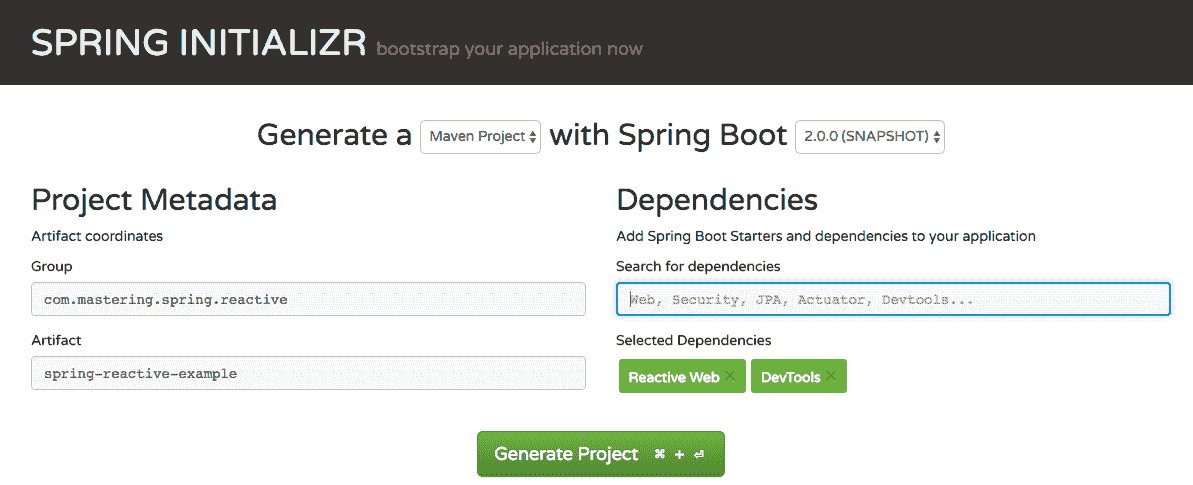 SPRING INITIALIZR bootstrap your application now
Generate a Maven Project with Spring Boot 2.0.0 (SNAPSHOT)
Project Metadata
Artifact coordinates
Group
com.mastering.spring.reactive
Artifact
spring-reactive-example
Dependencies
Add Spring Boot Starters and dependencies to your application
Search for dependencies
Web, Security, JPA, Actuator, Devtools...
Selected Dependencies
Reactive Web × DevTools ×
Generate Project ⌘ + ⏎